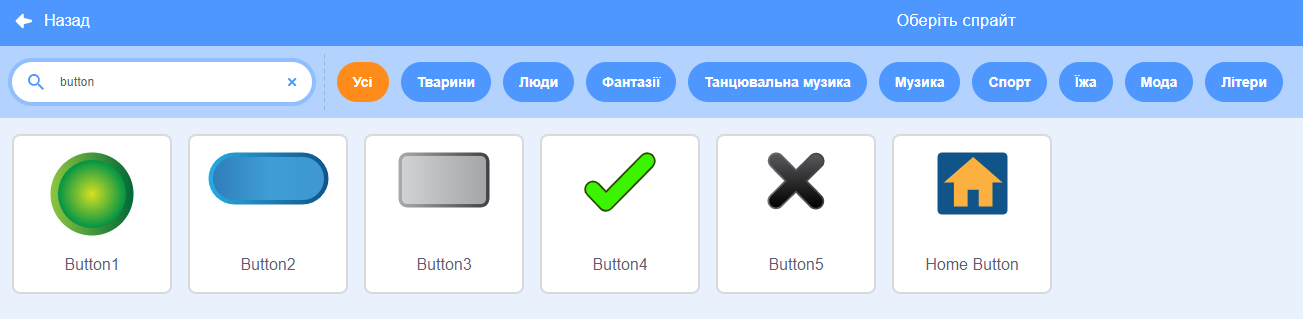 Назад
Оберіть спрайт
button
Усі
Тварини
Люди
Фантазії
Танцювальна музика
Музика
Спорт
Їжа
Мода
Літери
Button1
Button2
Button3
Button4
Button5
Home Button